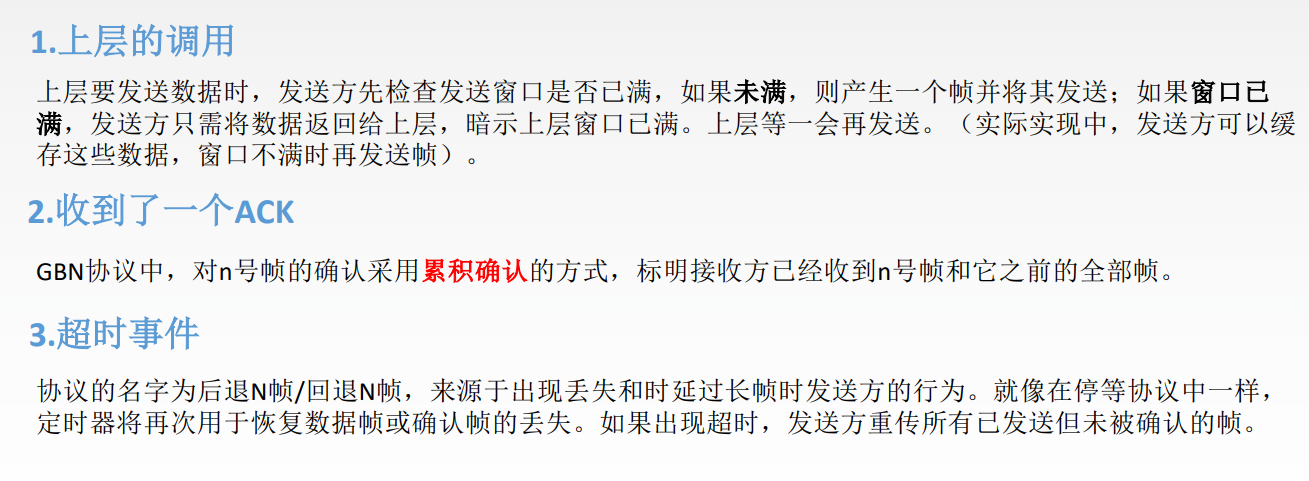 1.上层的调用
上层要发送数据时，发送方先检查发送窗口是否已满，如果未满，则产生一个帧并将其发送；如果窗口已
满，发送方只需将数据返回给上层，暗示上层窗口已满。上层等一会再发送。（实际实现中，发送方可以缓
存这些数据，窗口不满时再发送帧）。
2.收到了一个ACK
GBN协议中，对n号帧的确认采用累积确认的方式，标明接收方已经收到n号帧和它之前的全部帧。
3.超时事件
协议的名字为后退N帧/回退N帧，来源于出现丢失和时延过长帧时发送方的行为。就像在停等协议中一样，
定时器将再次用于恢复数据帧或确认帧的丢失。如果出现超时，发送方重传所有已发送但未被确认的帧。